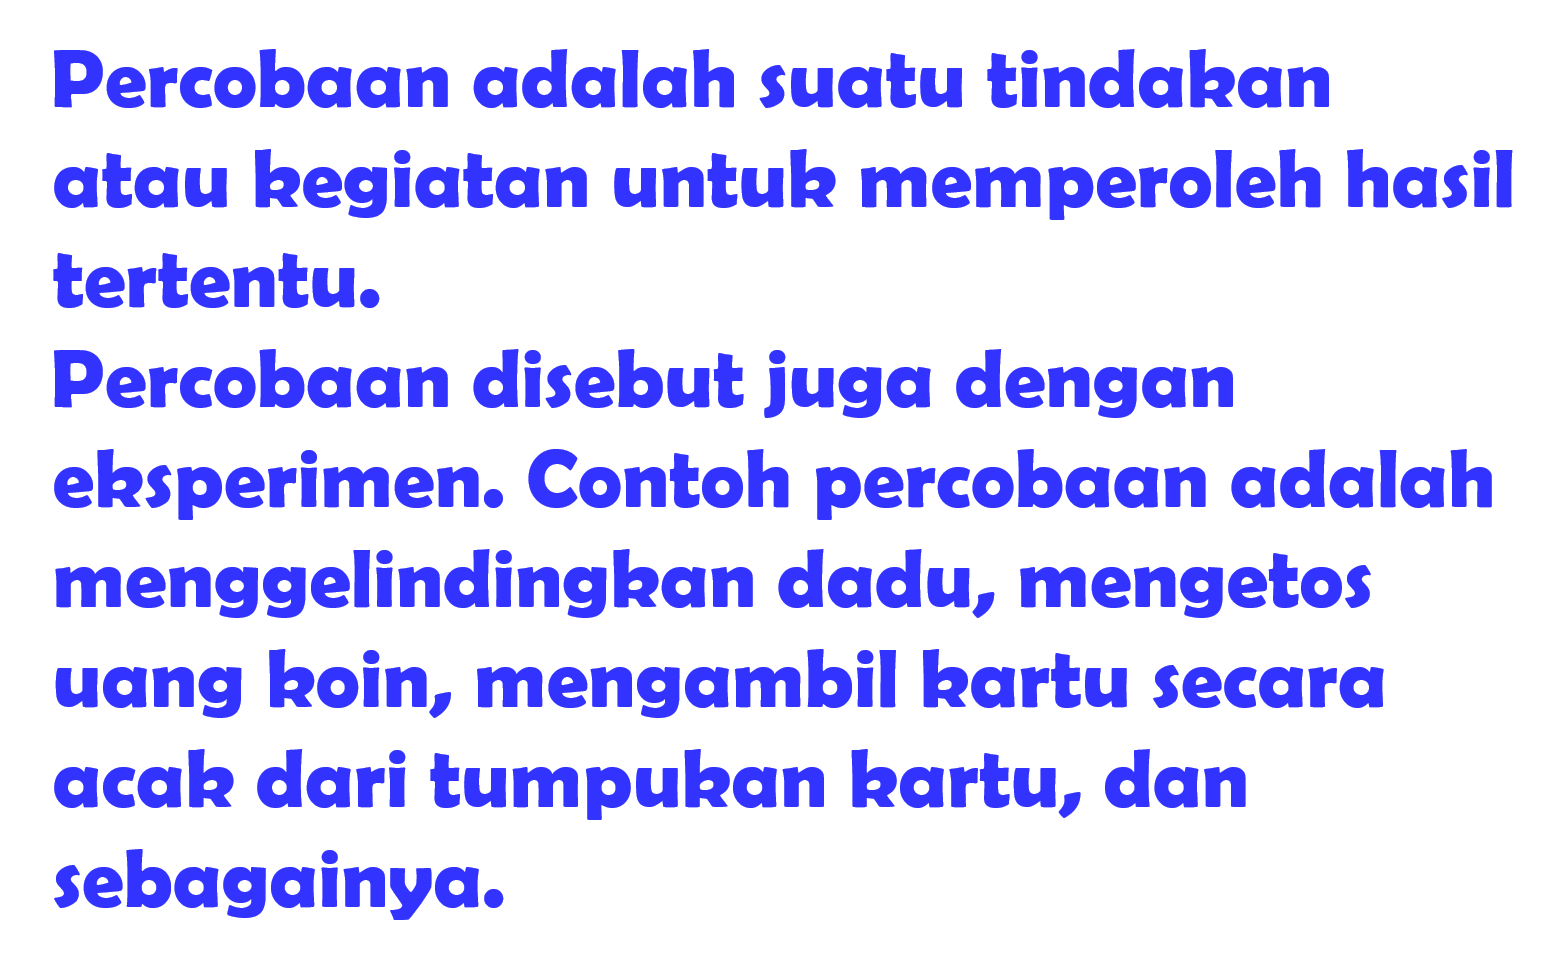 Percobaan adalah suatu tindakan
atau kegiatan untuk memperoleh hasil
tertentu.
Percobaan disebut juga dengan
eksperimen. Contoh percobaan adalah
menggelindingkan dadu, mengetos
uang koin, mengambil kartu secara
acak dari tumpukan kartu, dan
sebagainya.